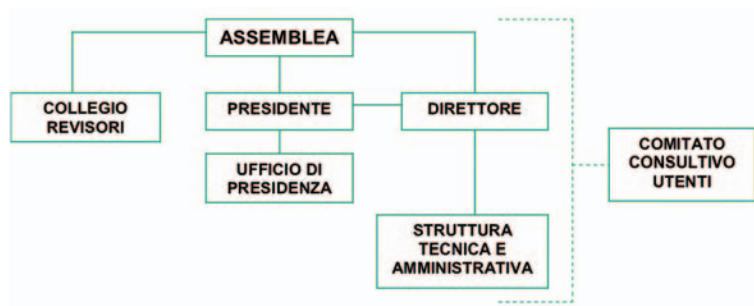 ASSEMBLEA
COLLEGIO
REVISORI
PRESIDENTE
DIRETTORE
UFFICIO DI
PRESIDENZA
STRUTTURA
TECNICA E
AMMINISTRATIVA
COMITATO
CONSULTIVO
UTENTI